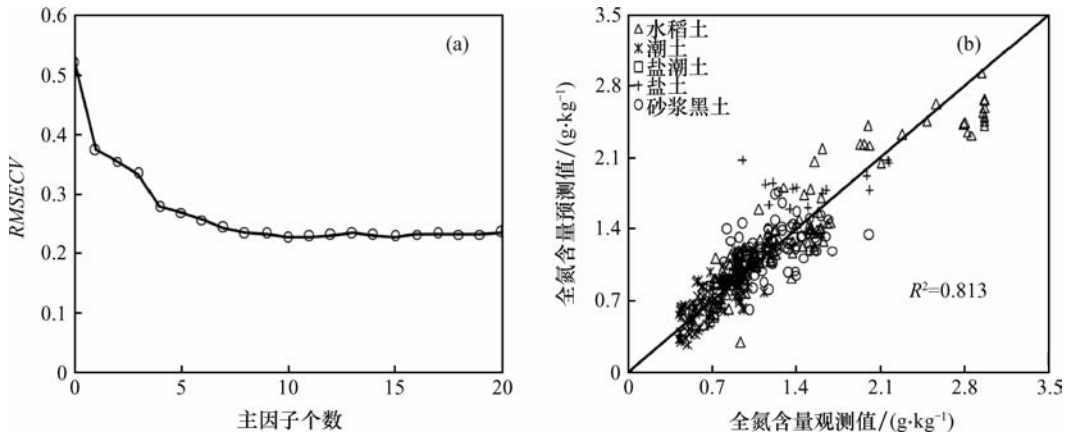 0.6
0.5
0.4
0.3
0.2
0.1
0
RMSECV
(a)
0
5
10
15
20
主因子个数
3.5
2.8
2.1
1.4
0.7
0
全氮含量预测值/(g·kg⁻¹)
水稻土
潮土
盐潮土
盐土
砂浆黑土
(b)
R²=0.813
0
0.7
1.4
2.1
2.8
3.5
全氮含量观测值/(g·kg⁻¹)